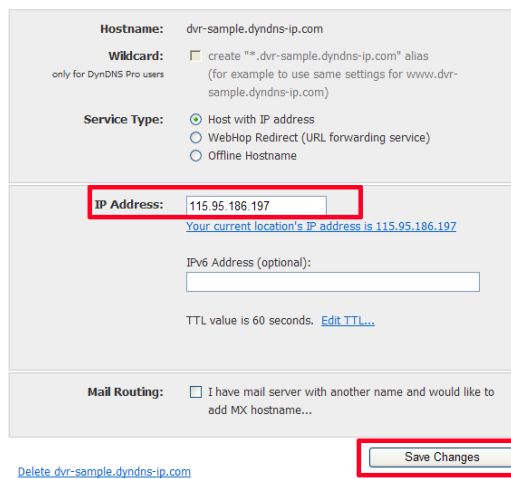 Hostname: dvr-sample.dyndns-ip.com
Wildcard: create "*.dvr-sample.dyndns-ip.com" alias
only for DynDNS Pro users (for example to use same settings for www.dvr-
sample.dyndns-ip.com)
Service Type: Host with IP address
WebHop Redirect (URL forwarding service)
Offline Hostname
IP Address: 115.95.186.197
Your current location's IP address is 115.95.186.197
IPv6 Address (optional):
TTL value is 60 seconds. Edit TTL...
Mail Routing: I have mail server with another name and would like to
add MX hostname...
Save Changes
Delete dvr-sample.dyndns-ip.com